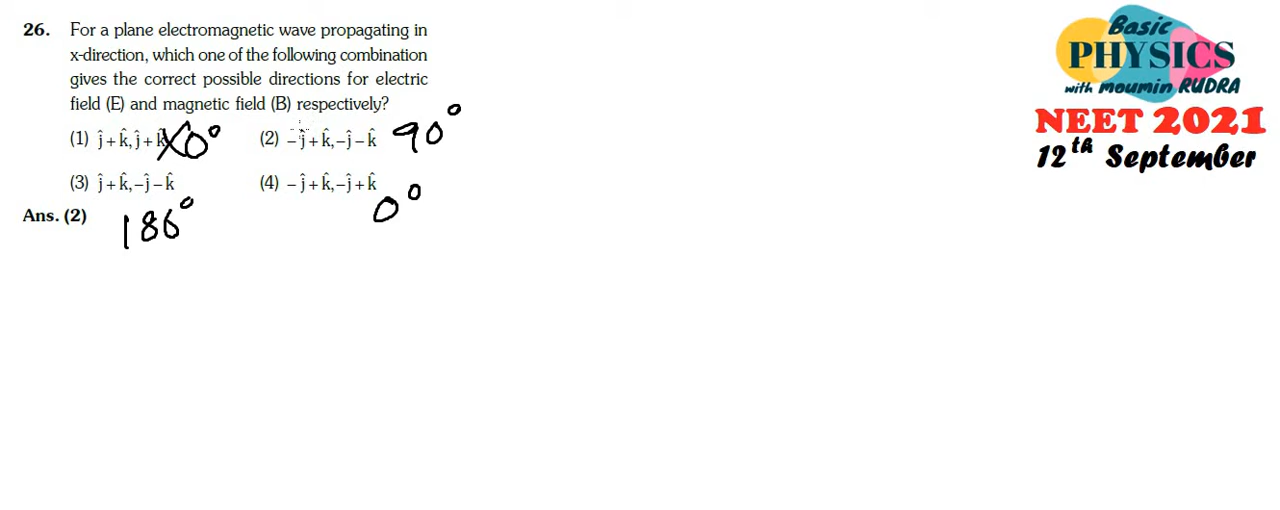 26. For a plane electromagnetic wave propagating in
x-direction, which one of the following combination
gives the correct possible directions for electric
field (E) and magnetic field (B) respectively?
(1) ĵ + k̂, ĵ + k̂ 0° (2) – ĵ + k̂, – ĵ – k̂ 90°
(3) ĵ + k̂, – ĵ – k̂ (4) – ĵ + k̂, – ĵ + k̂
Ans. (2) 180° 0°
Basic
PHYSICS
with moumin RUDRA
NEET 2021
12th September